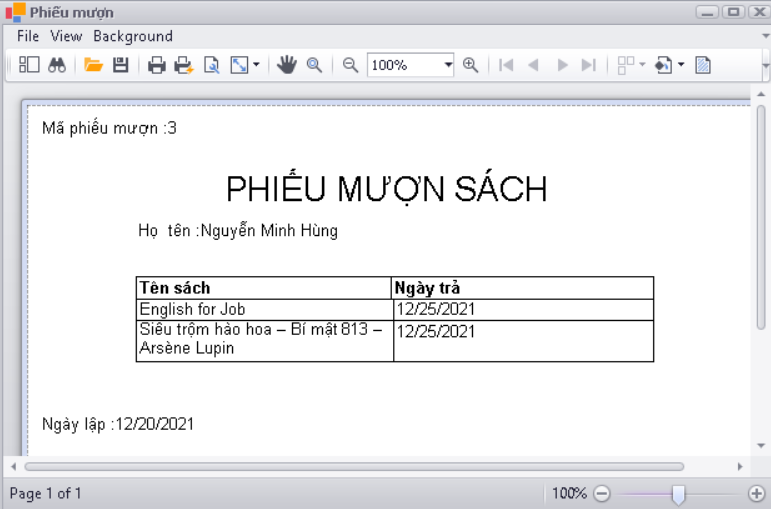 Phiếu mượn
File View Background
100%
Mã phiếu mượn :3
PHIẾU MƯỢN SÁCH
Họ tên :Nguyễn Minh Hùng
Tên sách Ngày trả
English for Job 12/25/2021
Siêu trộm hào hoa – Bí mật 813 – 12/25/2021
Arsène Lupin
Ngày lập :12/20/2021
Page 1 of 1 100%